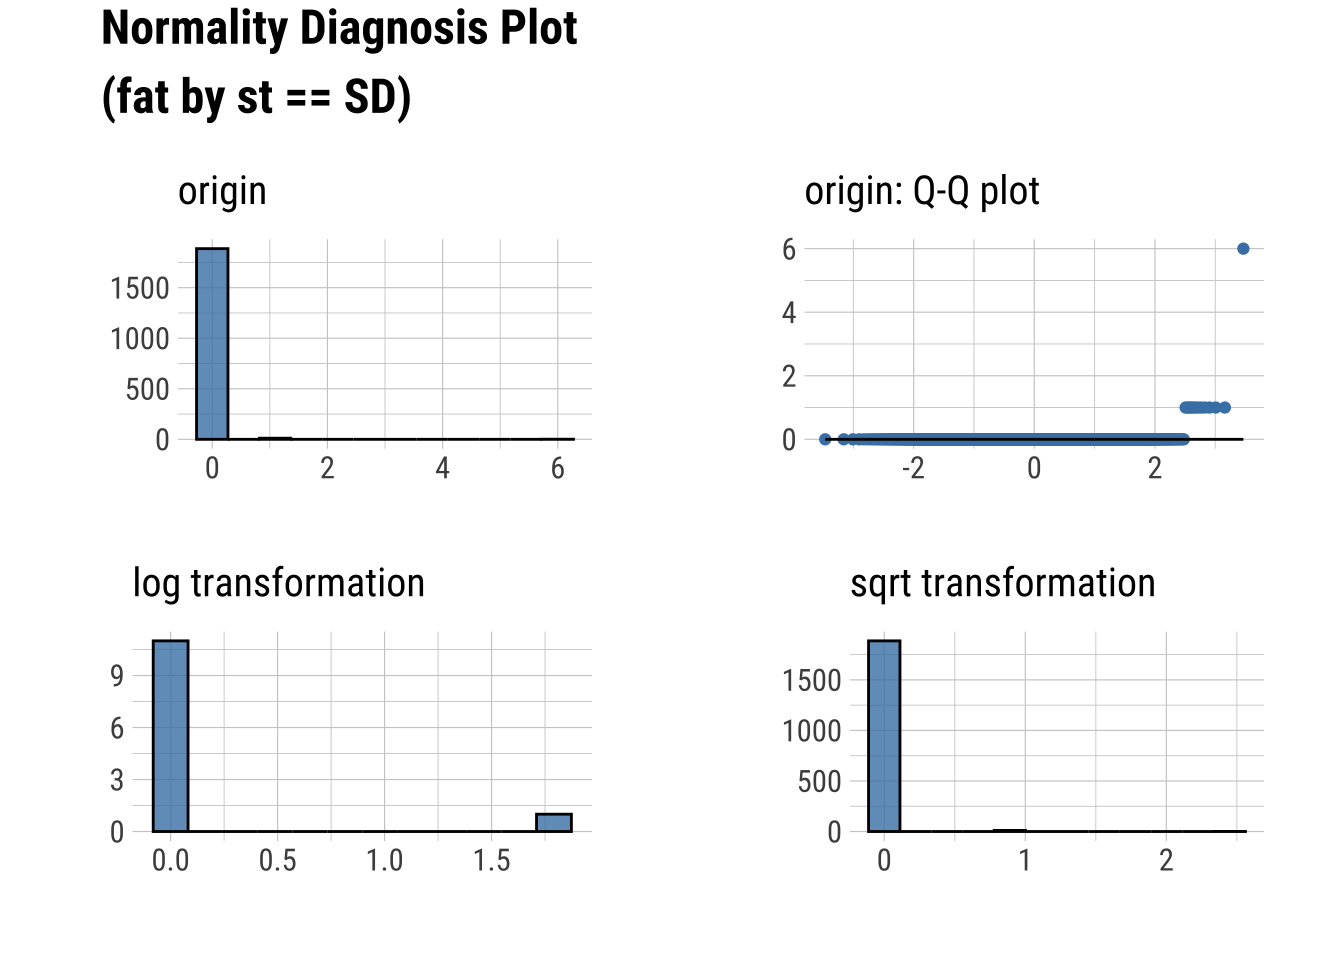 Normality Diagnosis Plot
(fat by st == SD)
origin
1500
1000
500
0
0 2 4 6
origin: Q-Q plot
6
4
2
0
-2 0 2
log transformation
9
6
3
0
0.0 0.5 1.0 1.5
sqrt transformation
1500
1000
500
0
0 1 2